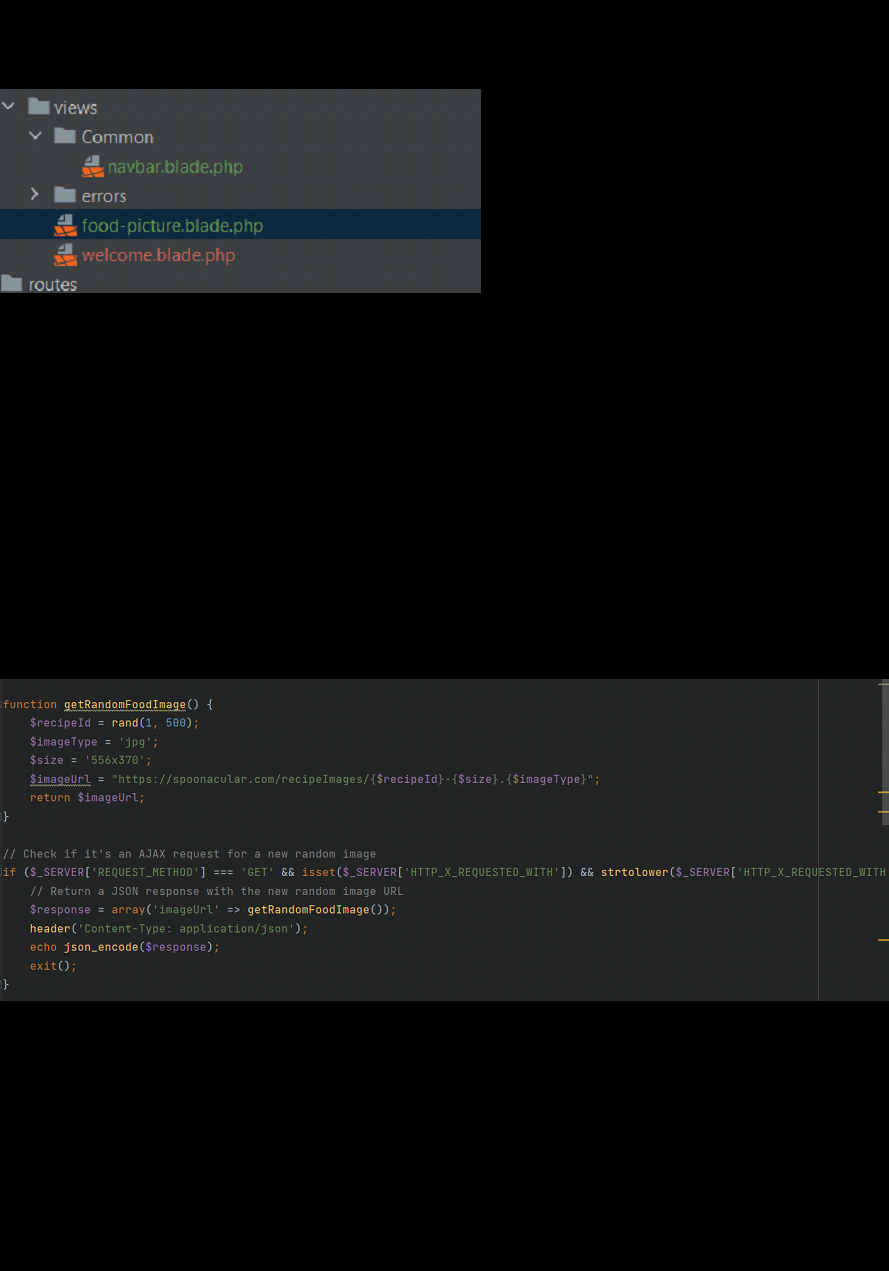 views
Common
navbar.blade.php
errors
food-picture.blade.php
welcome.blade.php
routes
function getRandomFoodImage() {
    $recipeId = rand(1, 500);
    $imageType = 'jpg';
    $size = '556x370';
    $imageUrl = "https://spoonacular.com/recipeImages/{$recipeId}-{$size}.{$imageType}";
    return $imageUrl;
}
// Check if it's an AJAX request for a new random image
if ($_SERVER['REQUEST_METHOD'] === 'GET' && isset($_SERVER['HTTP_X_REQUESTED_WITH']) && strtolower($_SERVER['HTTP_X_REQUESTED_WITH
    // Return a JSON response with the new random image URL
    $response = array('imageUrl' => getRandomFoodImage());
    header('Content-Type: application/json');
    echo json_encode($response);
    exit();
}